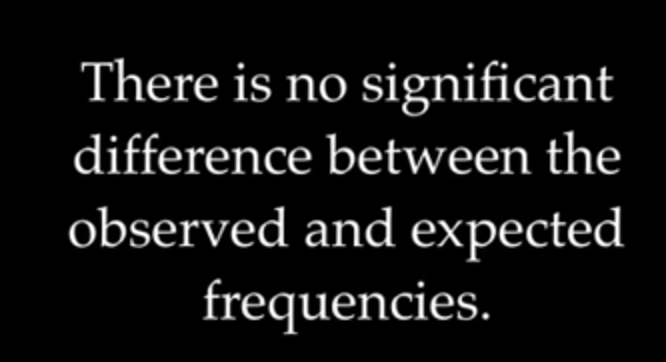 There is no significant
difference between the
observed and expected
frequencies.